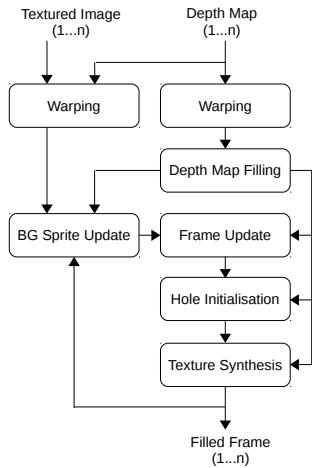 Textured Image
(1...n)
Depth Map
(1...n)
Warping
Warping
Depth Map Filling
BG Sprite Update
Frame Update
Hole Initialisation
Texture Synthesis
Filled Frame
(1...n)